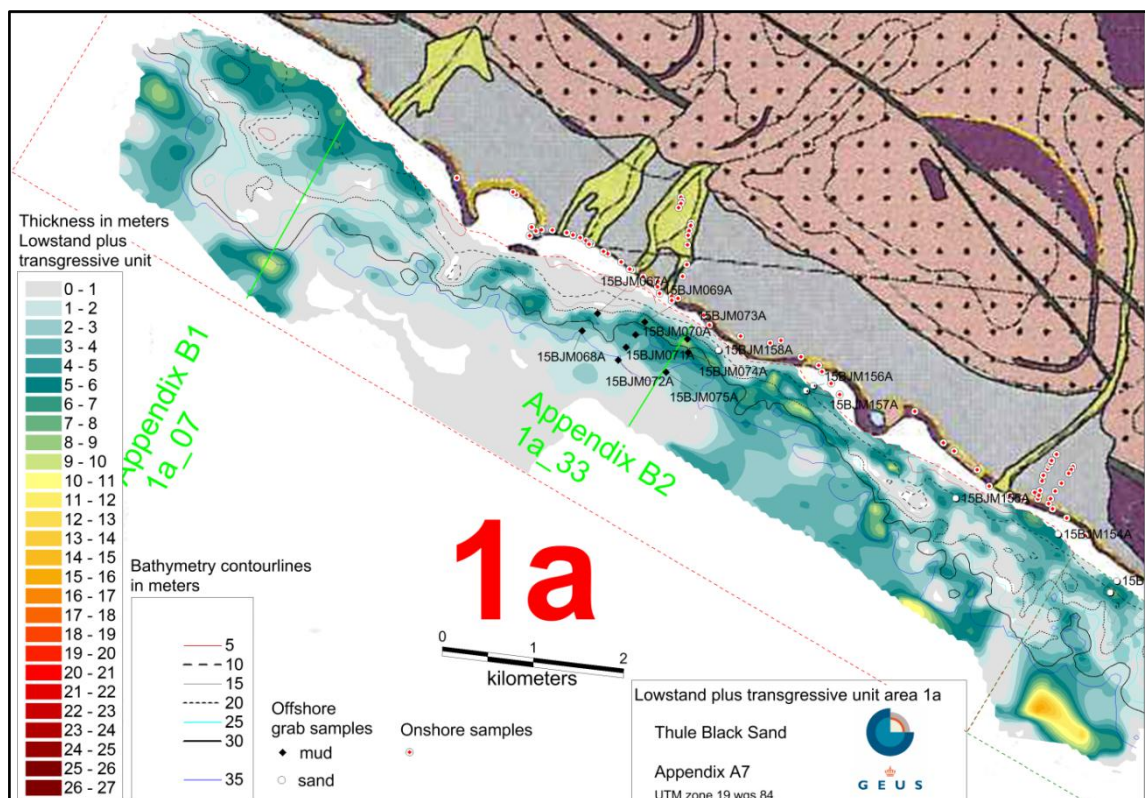 Thickness in meters
Lowstand plus
transgressive unit
0 - 1
1 - 2
2 - 3
3 - 4
4 - 5
5 - 6
6 - 7
7 - 8
8 - 9
9 - 10
10 - 11
11 - 12
12 - 13
13 - 14
14 - 15
15 - 16
16 - 17
17 - 18
18 - 19
19 - 20
20 - 21
21 - 22
22 - 23
23 - 24
24 - 25
25 - 26
26 - 27
Appendix B1
1a_07
Bathymetry contourlines
in meters
5
10
15
20
25
30
35
15BJM067A
15BJM069A
15BJM073A
15BJM070A
15BJM158A
15BJM068A
15BJM071A
15BJM074A
15BJM072A
15BJM156A
15BJM075A
15BJM157A
Appendix B2
1a_33
15BJM154A
1a
0
1
2
kilometers
Offshore
grab samples
mud
sand
Onshore samples
Lowstand plus transgressive unit area 1a
Thule Black Sand
Appendix A7
UTM zone 19 wgs 84
GEUS